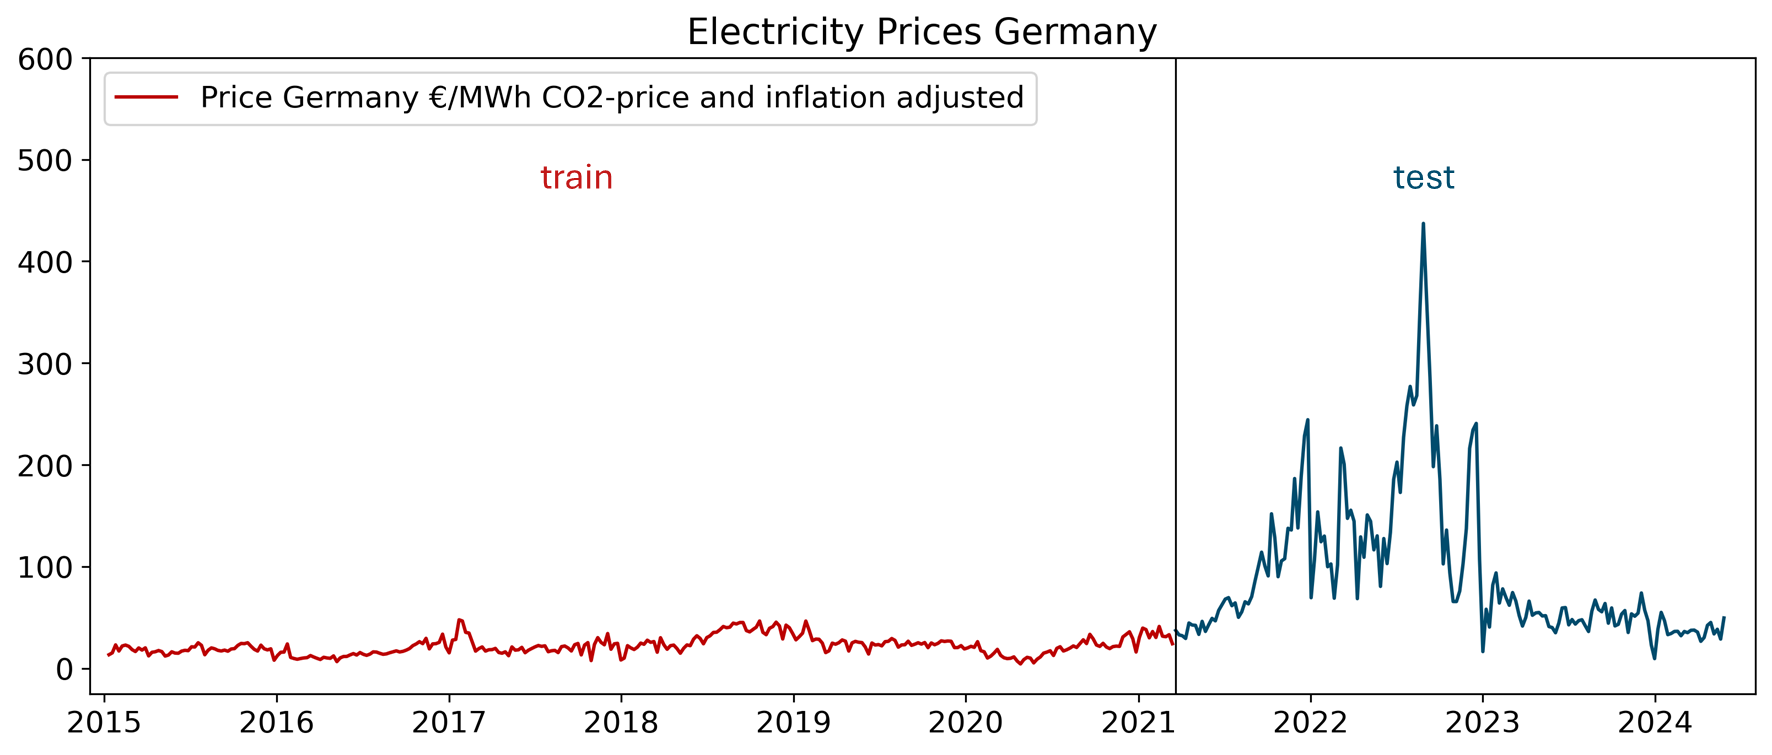 Electricity Prices Germany
600
Price Germany €/MWh CO2-price and inflation adjusted
500
train
test
400
300
200
100
0
2015 2016 2017 2018 2019 2020 2021 2022 2023 2024